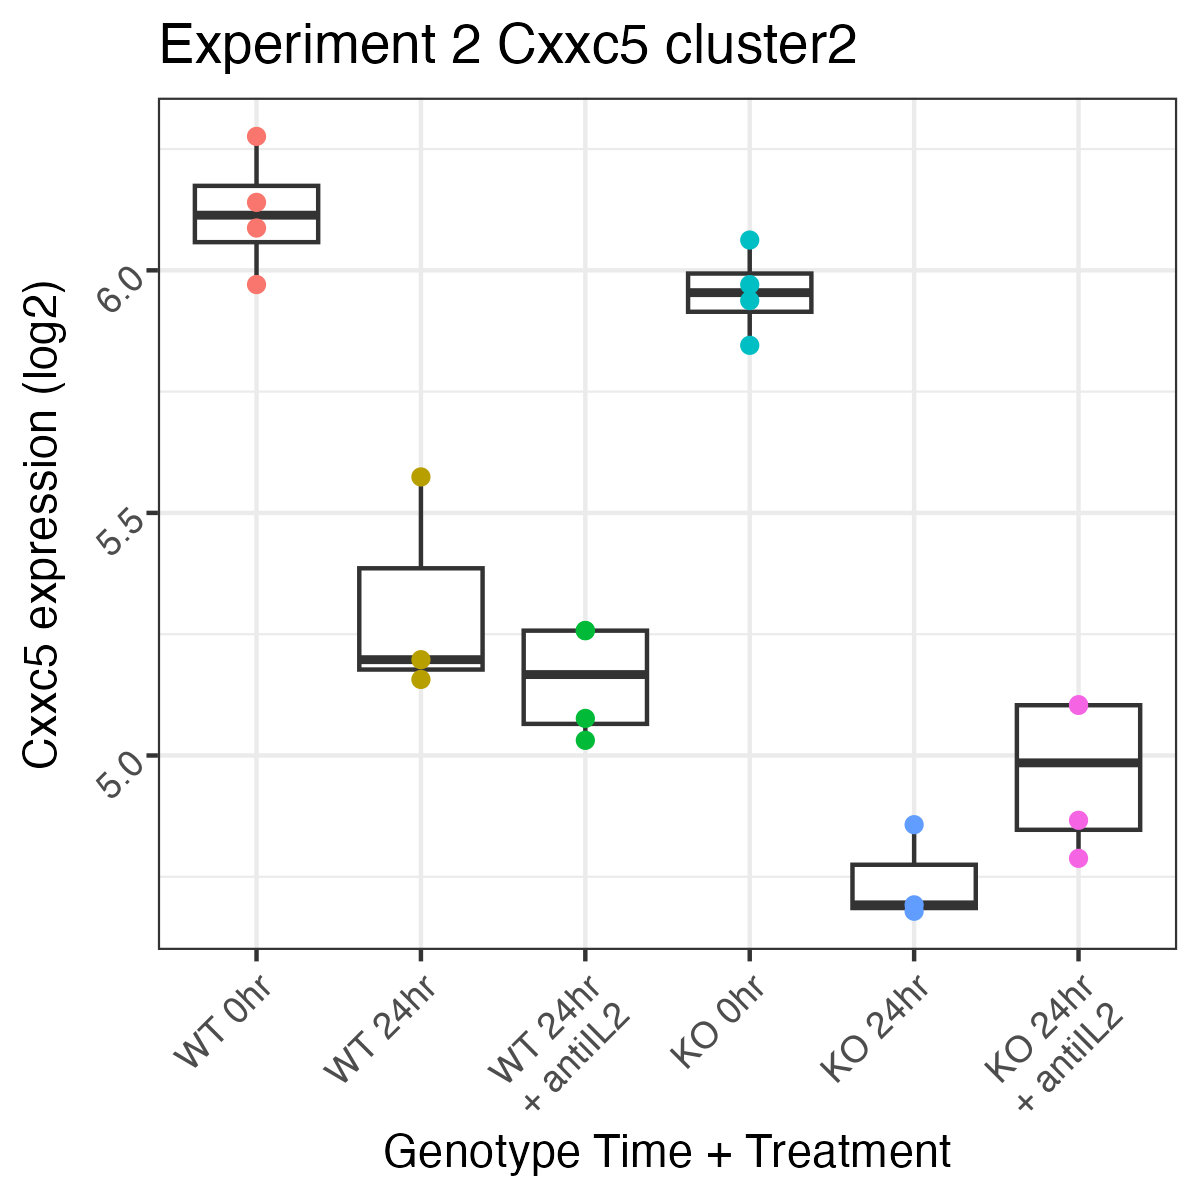 Experiment 2 Cxxc5 cluster2
Cxxc5 expression (log2)
6.0
5.5
5.0
WT 0hr
WT 24hr
WT 24hr
+ antiIL2
KO 0hr
KO 24hr
KO 24hr
+ antiIL2
Genotype Time + Treatment